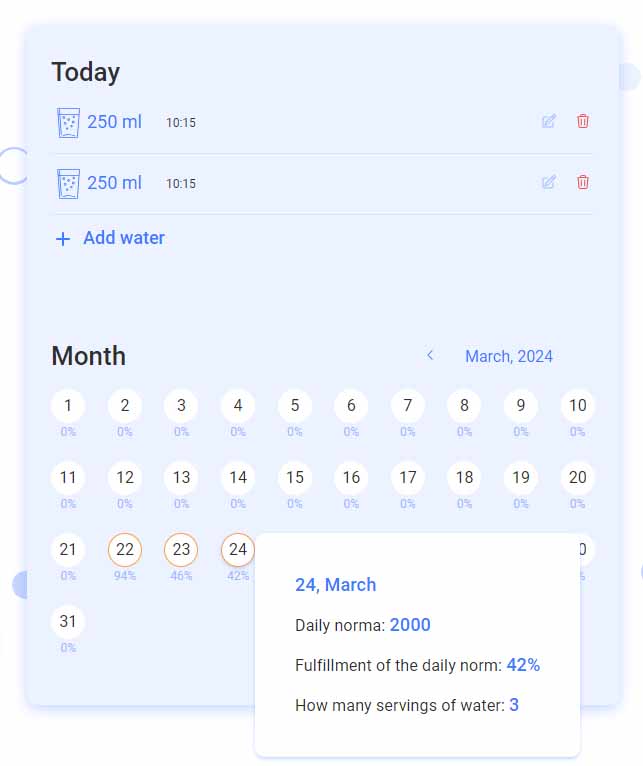 Today
250 ml 10:15
250 ml 10:15
+ Add water
Month < March, 2024
1 2 3 4 5 6 7 8 9 10
0% 0% 0% 0% 0% 0% 0% 0% 0% 0%
11 12 13 14 15 16 17 18 19 20
0% 0% 0% 0% 0% 0% 0% 0% 0% 0%
21 22 23 24
0% 94% 46% 42%
31
0%
24, March
Daily norma: 2000
Fulfillment of the daily norm: 42%
How many servings of water: 3